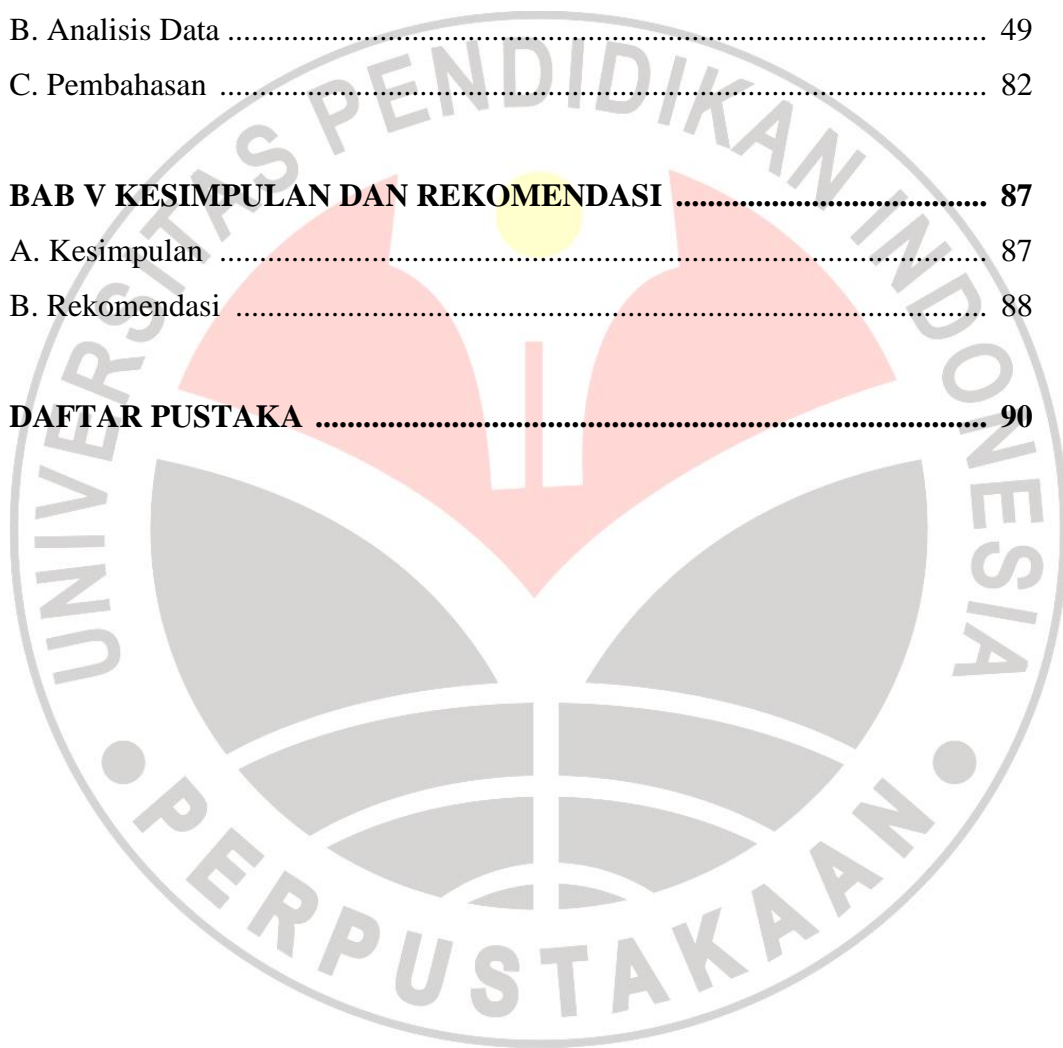 B. Analisis Data ............................................................................................... 49
C. Pembahasan ................................................................................................ 82
BAB V KESIMPULAN DAN REKOMENDASI ....................................... 87
A. Kesimpulan ................................................................................................ 87
B. Rekomendasi .............................................................................................. 88
DAFTAR PUSTAKA .................................................................................... 90
UNIVERSITAS PENDIDIKAN INDONESIA
PERPUSTAKAAN